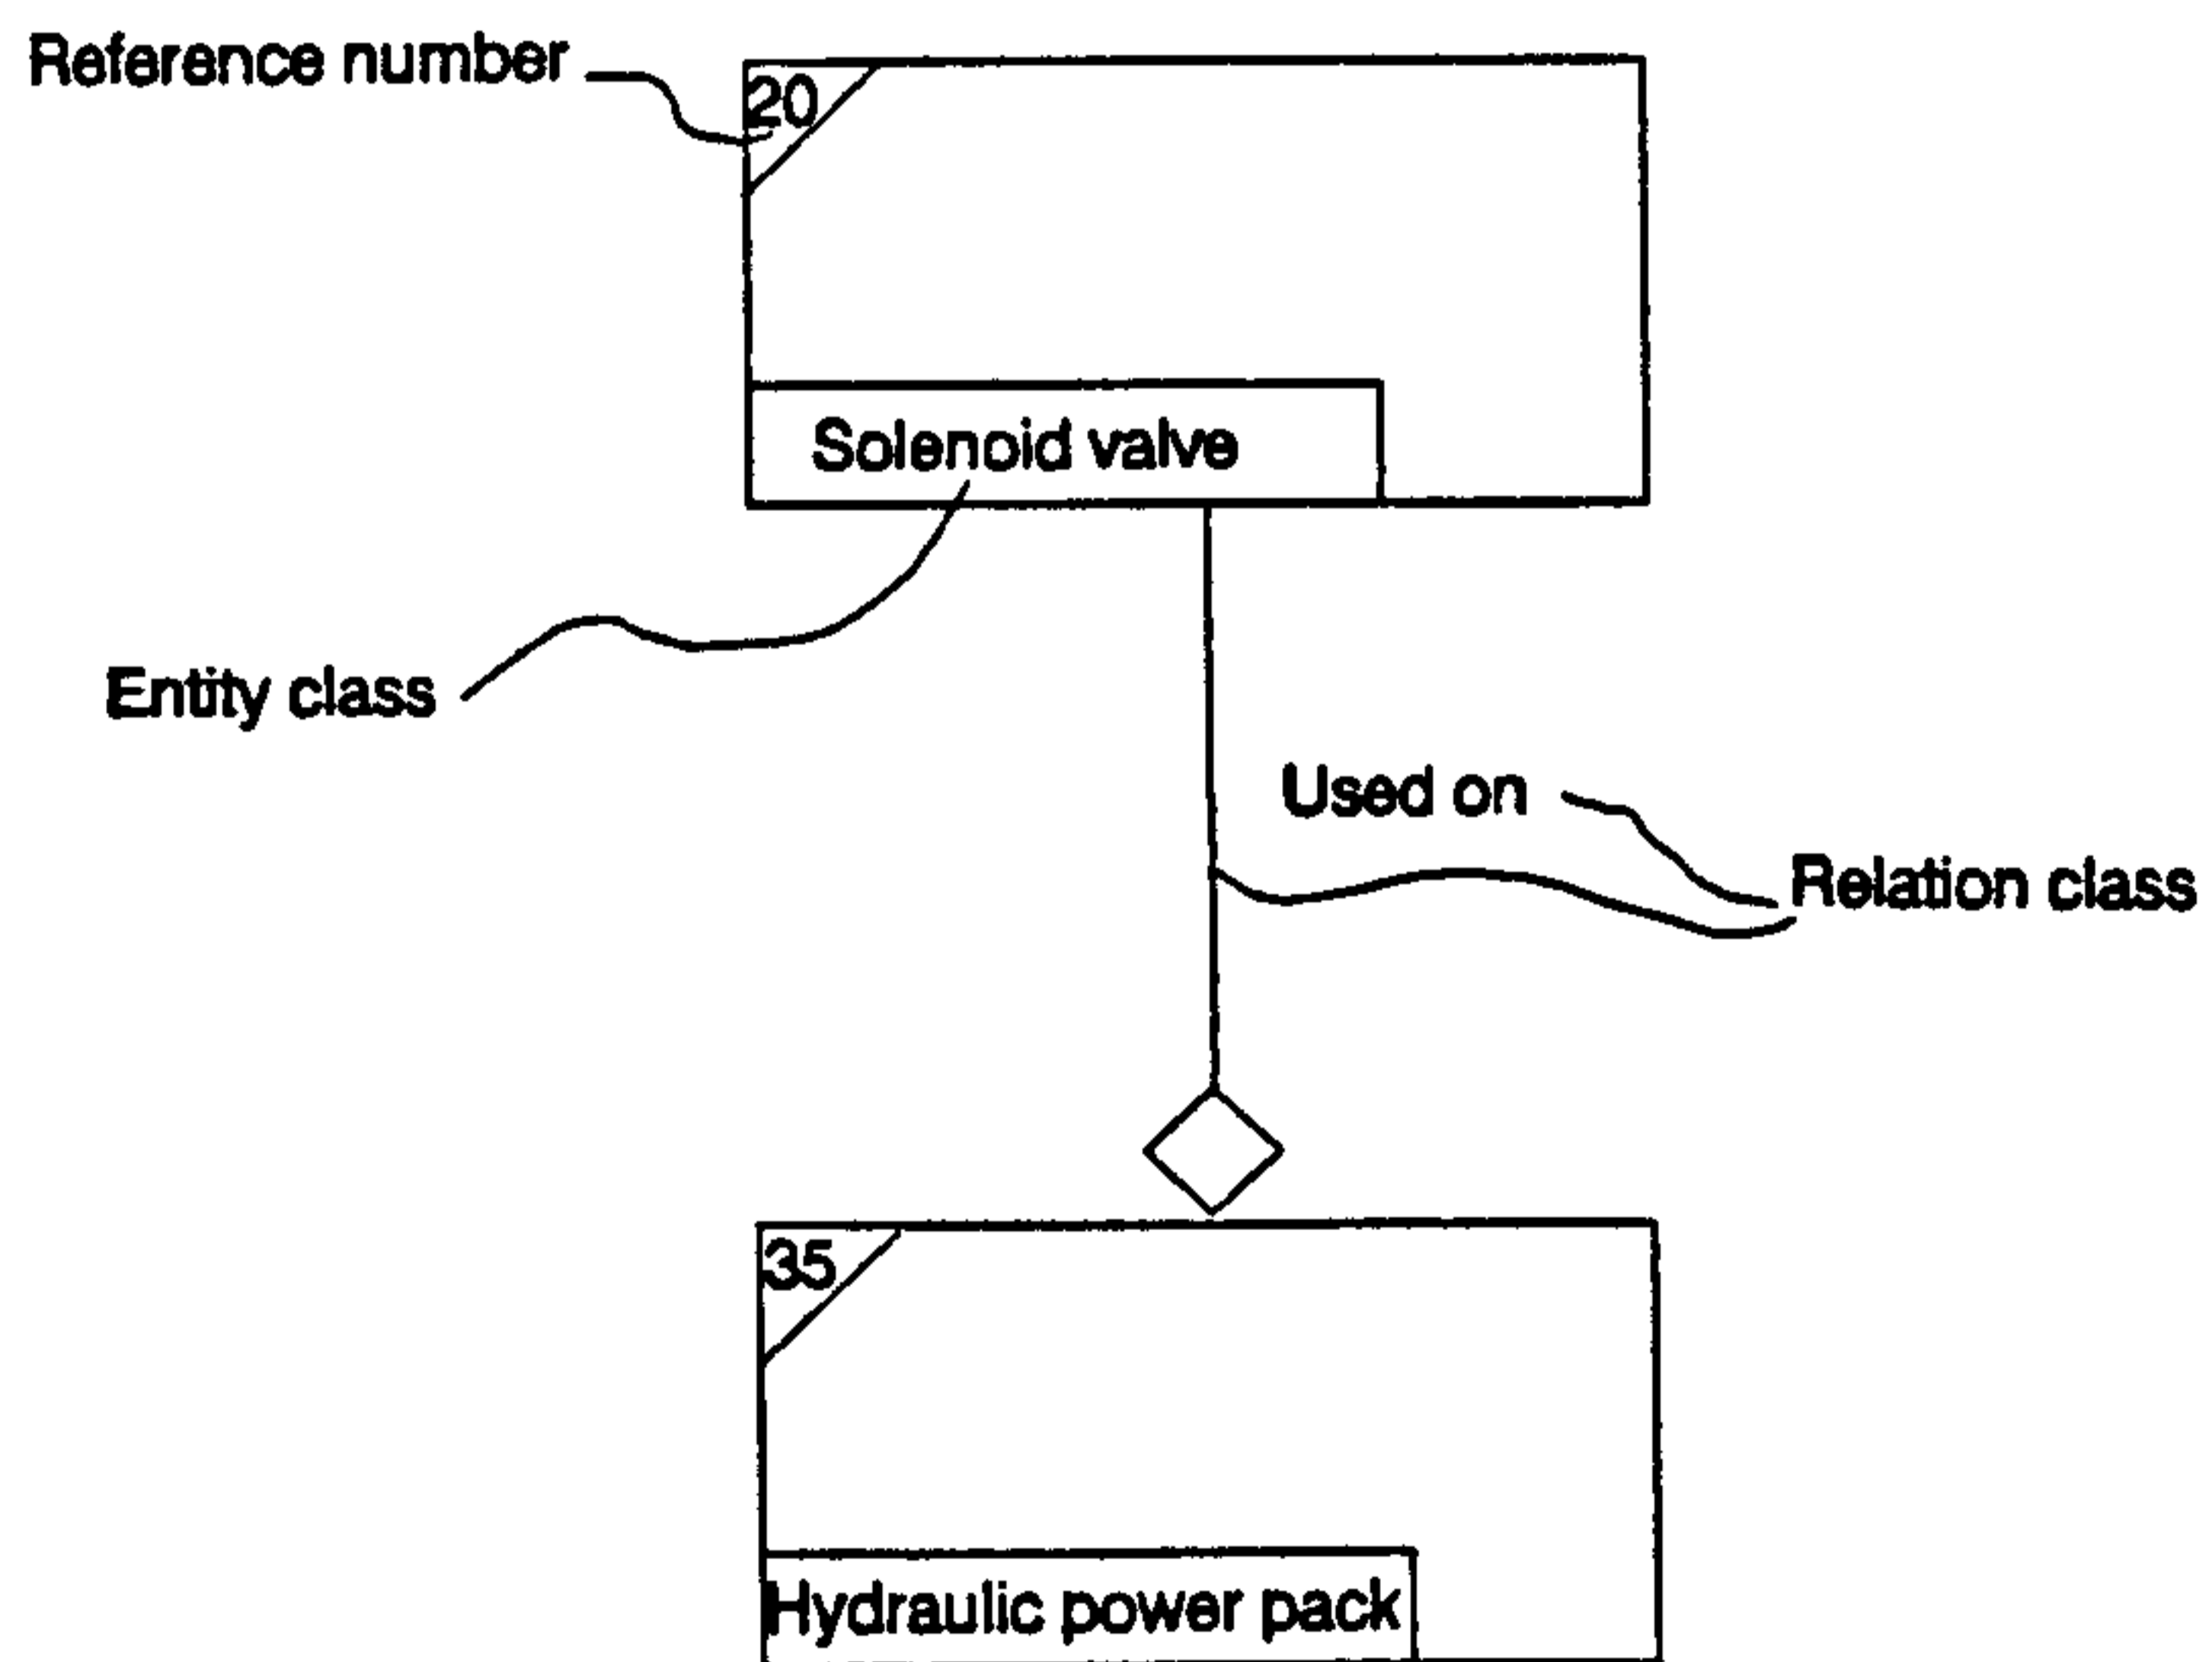 Reference number
20
Solenoid valve
Entity class
Used on
Relation class
35
Hydraulic power pack